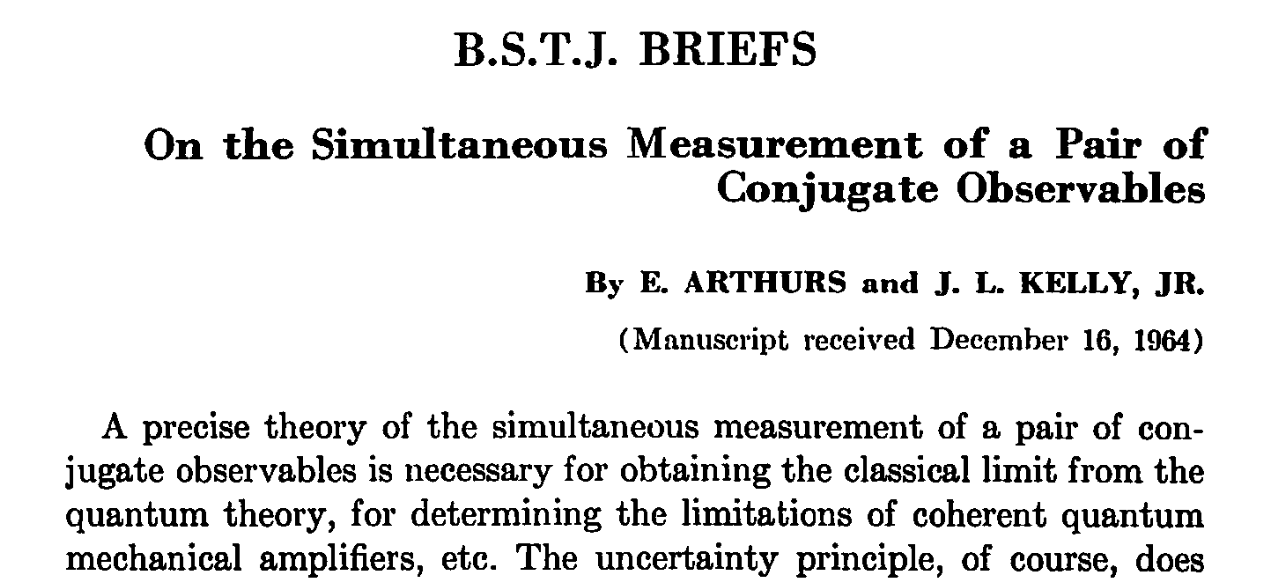 B.S.T.J. BRIEFS
On the Simultaneous Measurement of a Pair of
Conjugate Observables
By E. ARTHURS and J. L. KELLY, JR.
(Manuscript received December 16, 1964)
A precise theory of the simultaneous measurement of a pair of con-
jugate observables is necessary for obtaining the classical limit from the
quantum theory, for determining the limitations of coherent quantum
mechanical amplifiers, etc. The uncertainty principle, of course, does